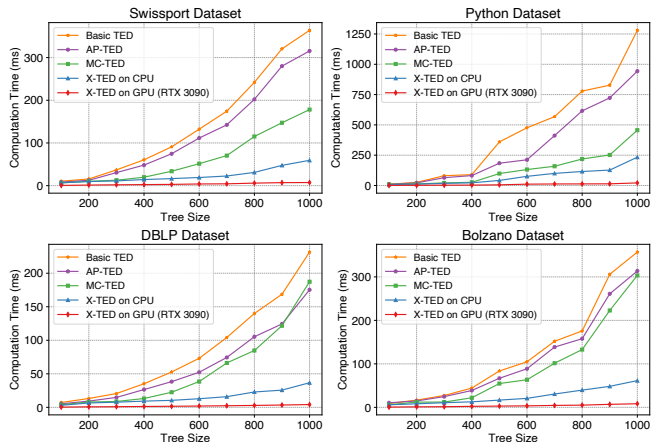 Swissport Dataset
Computation Time (ms)
300
200
100
0
Basic TED
AP-TED
MC-TED
X-TED on CPU
X-TED on GPU (RTX 3090)
200 400 600 800 1000
Tree Size
Python Dataset
Computation Time (ms)
1250
1000
750
500
250
0
Basic TED
AP-TED
MC-TED
X-TED on CPU
X-TED on GPU (RTX 3090)
200 400 600 800 1000
Tree Size
DBLP Dataset
Computation Time (ms)
200
150
100
50
0
Basic TED
AP-TED
MC-TED
X-TED on CPU
X-TED on GPU (RTX 3090)
200 400 600 800 1000
Tree Size
Bolzano Dataset
Computation Time (ms)
300
200
100
0
Basic TED
AP-TED
MC-TED
X-TED on CPU
X-TED on GPU (RTX 3090)
200 400 600 800 1000
Tree Size